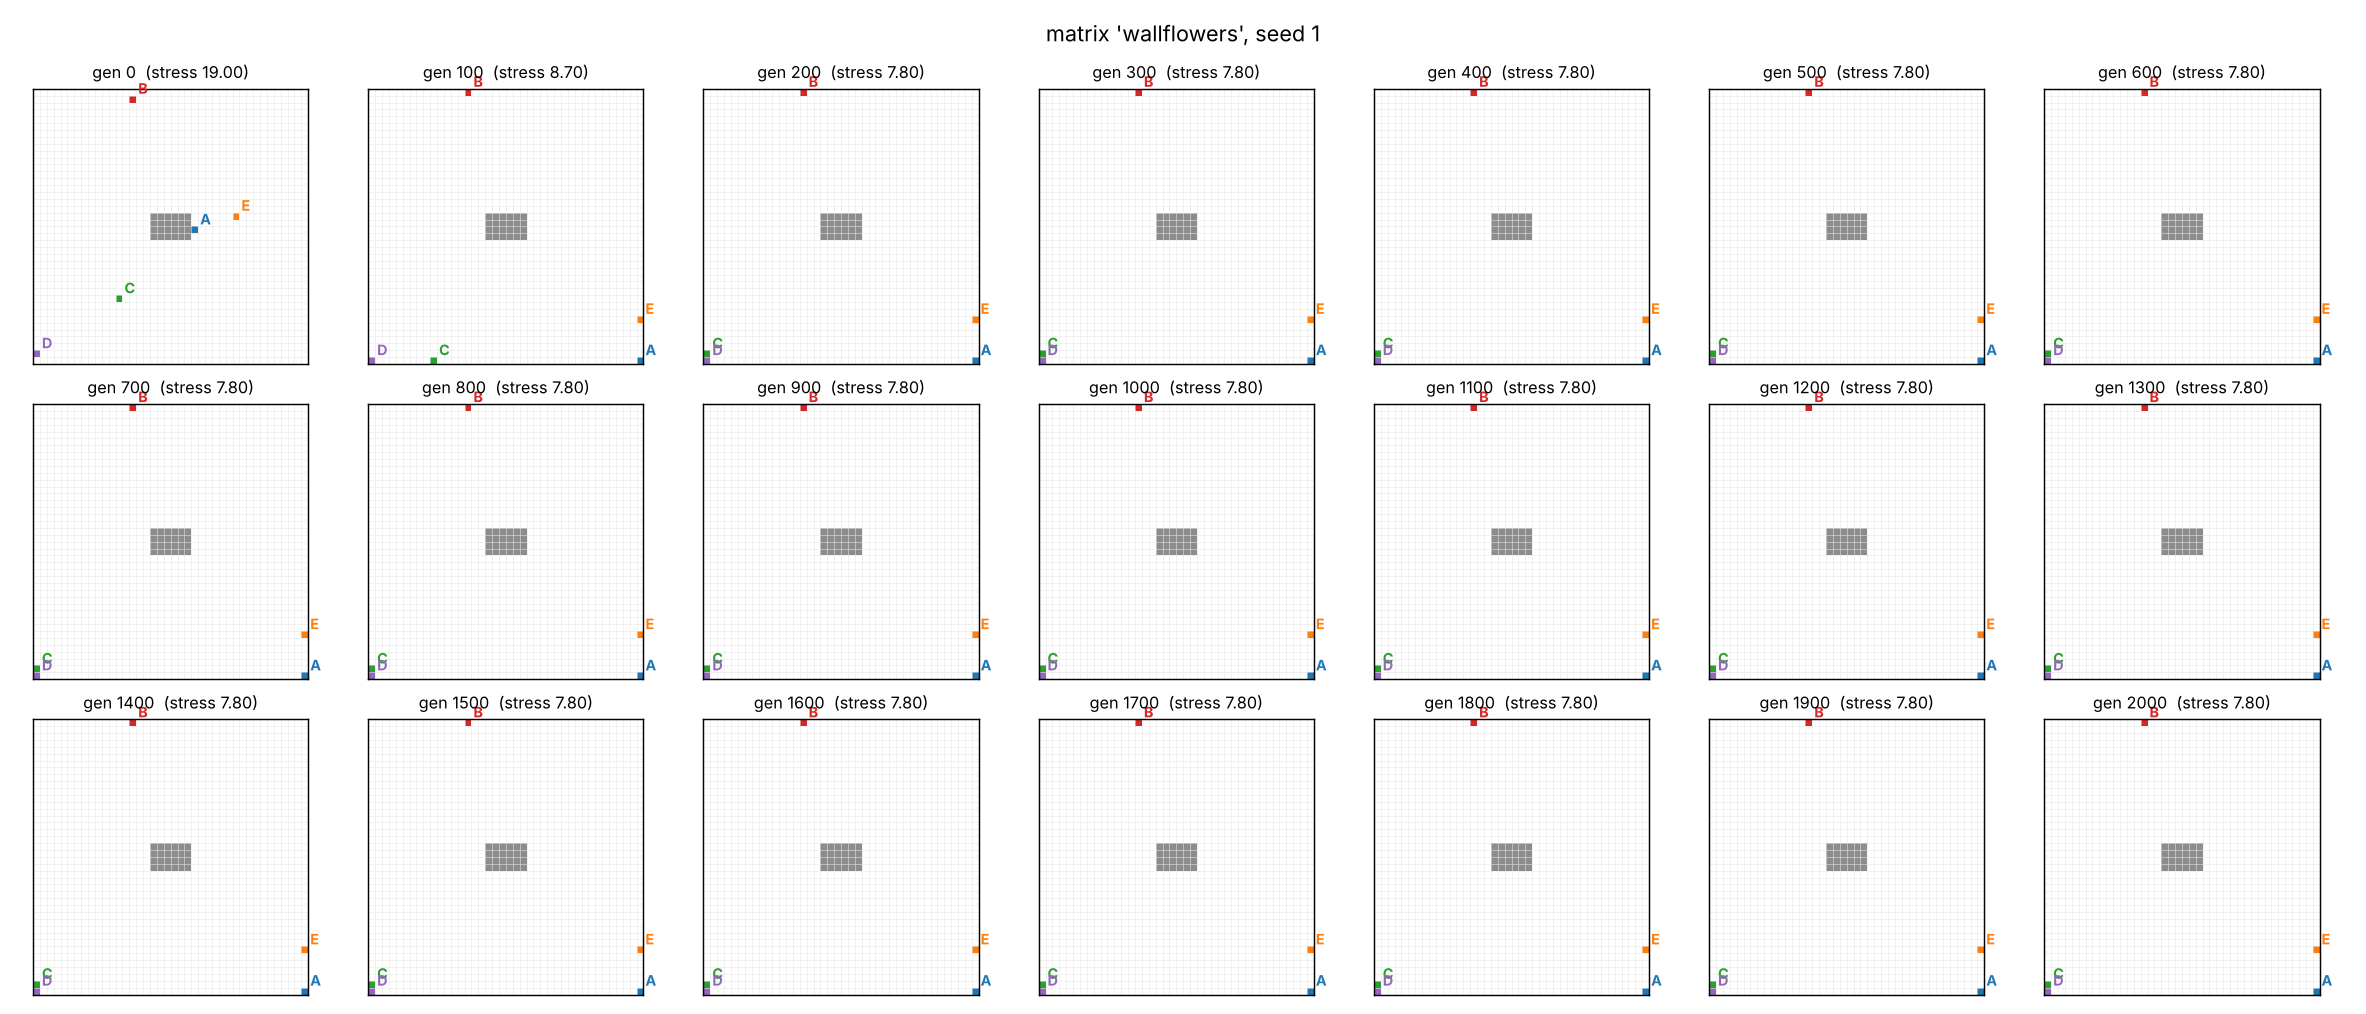 matrix 'wallflowers', seed 1
gen 0 (stress 19.00)
B
E
A
C
D
gen 100 (stress 8.70)
B
E
D
C
A
gen 200 (stress 7.80)
B
E
C
D
A
gen 300 (stress 7.80)
B
E
C
D
A
gen 400 (stress 7.80)
B
E
C
D
A
gen 500 (stress 7.80)
B
E
C
D
A
gen 600 (stress 7.80)
B
E
C
D
A
gen 700 (stress 7.80)
B
E
C
D
A
gen 800 (stress 7.80)
B
E
C
D
A
gen 900 (stress 7.80)
B
E
C
D
A
gen 1000 (stress 7.80)
B
E
C
D
A
gen 1100 (stress 7.80)
B
E
C
D
A
gen 1200 (stress 7.80)
B
E
C
D
A
gen 1300 (stress 7.80)
B
E
C
D
A
gen 1400 (stress 7.80)
B
E
C
D
A
gen 1500 (stress 7.80)
B
E
C
D
A
gen 1600 (stress 7.80)
B
E
C
D
A
gen 1700 (stress 7.80)
B
E
C
D
A
gen 1800 (stress 7.80)
B
E
C
D
A
gen 1900 (stress 7.80)
B
E
C
D
A
gen 2000 (stress 7.80)
B
E
C
D
A